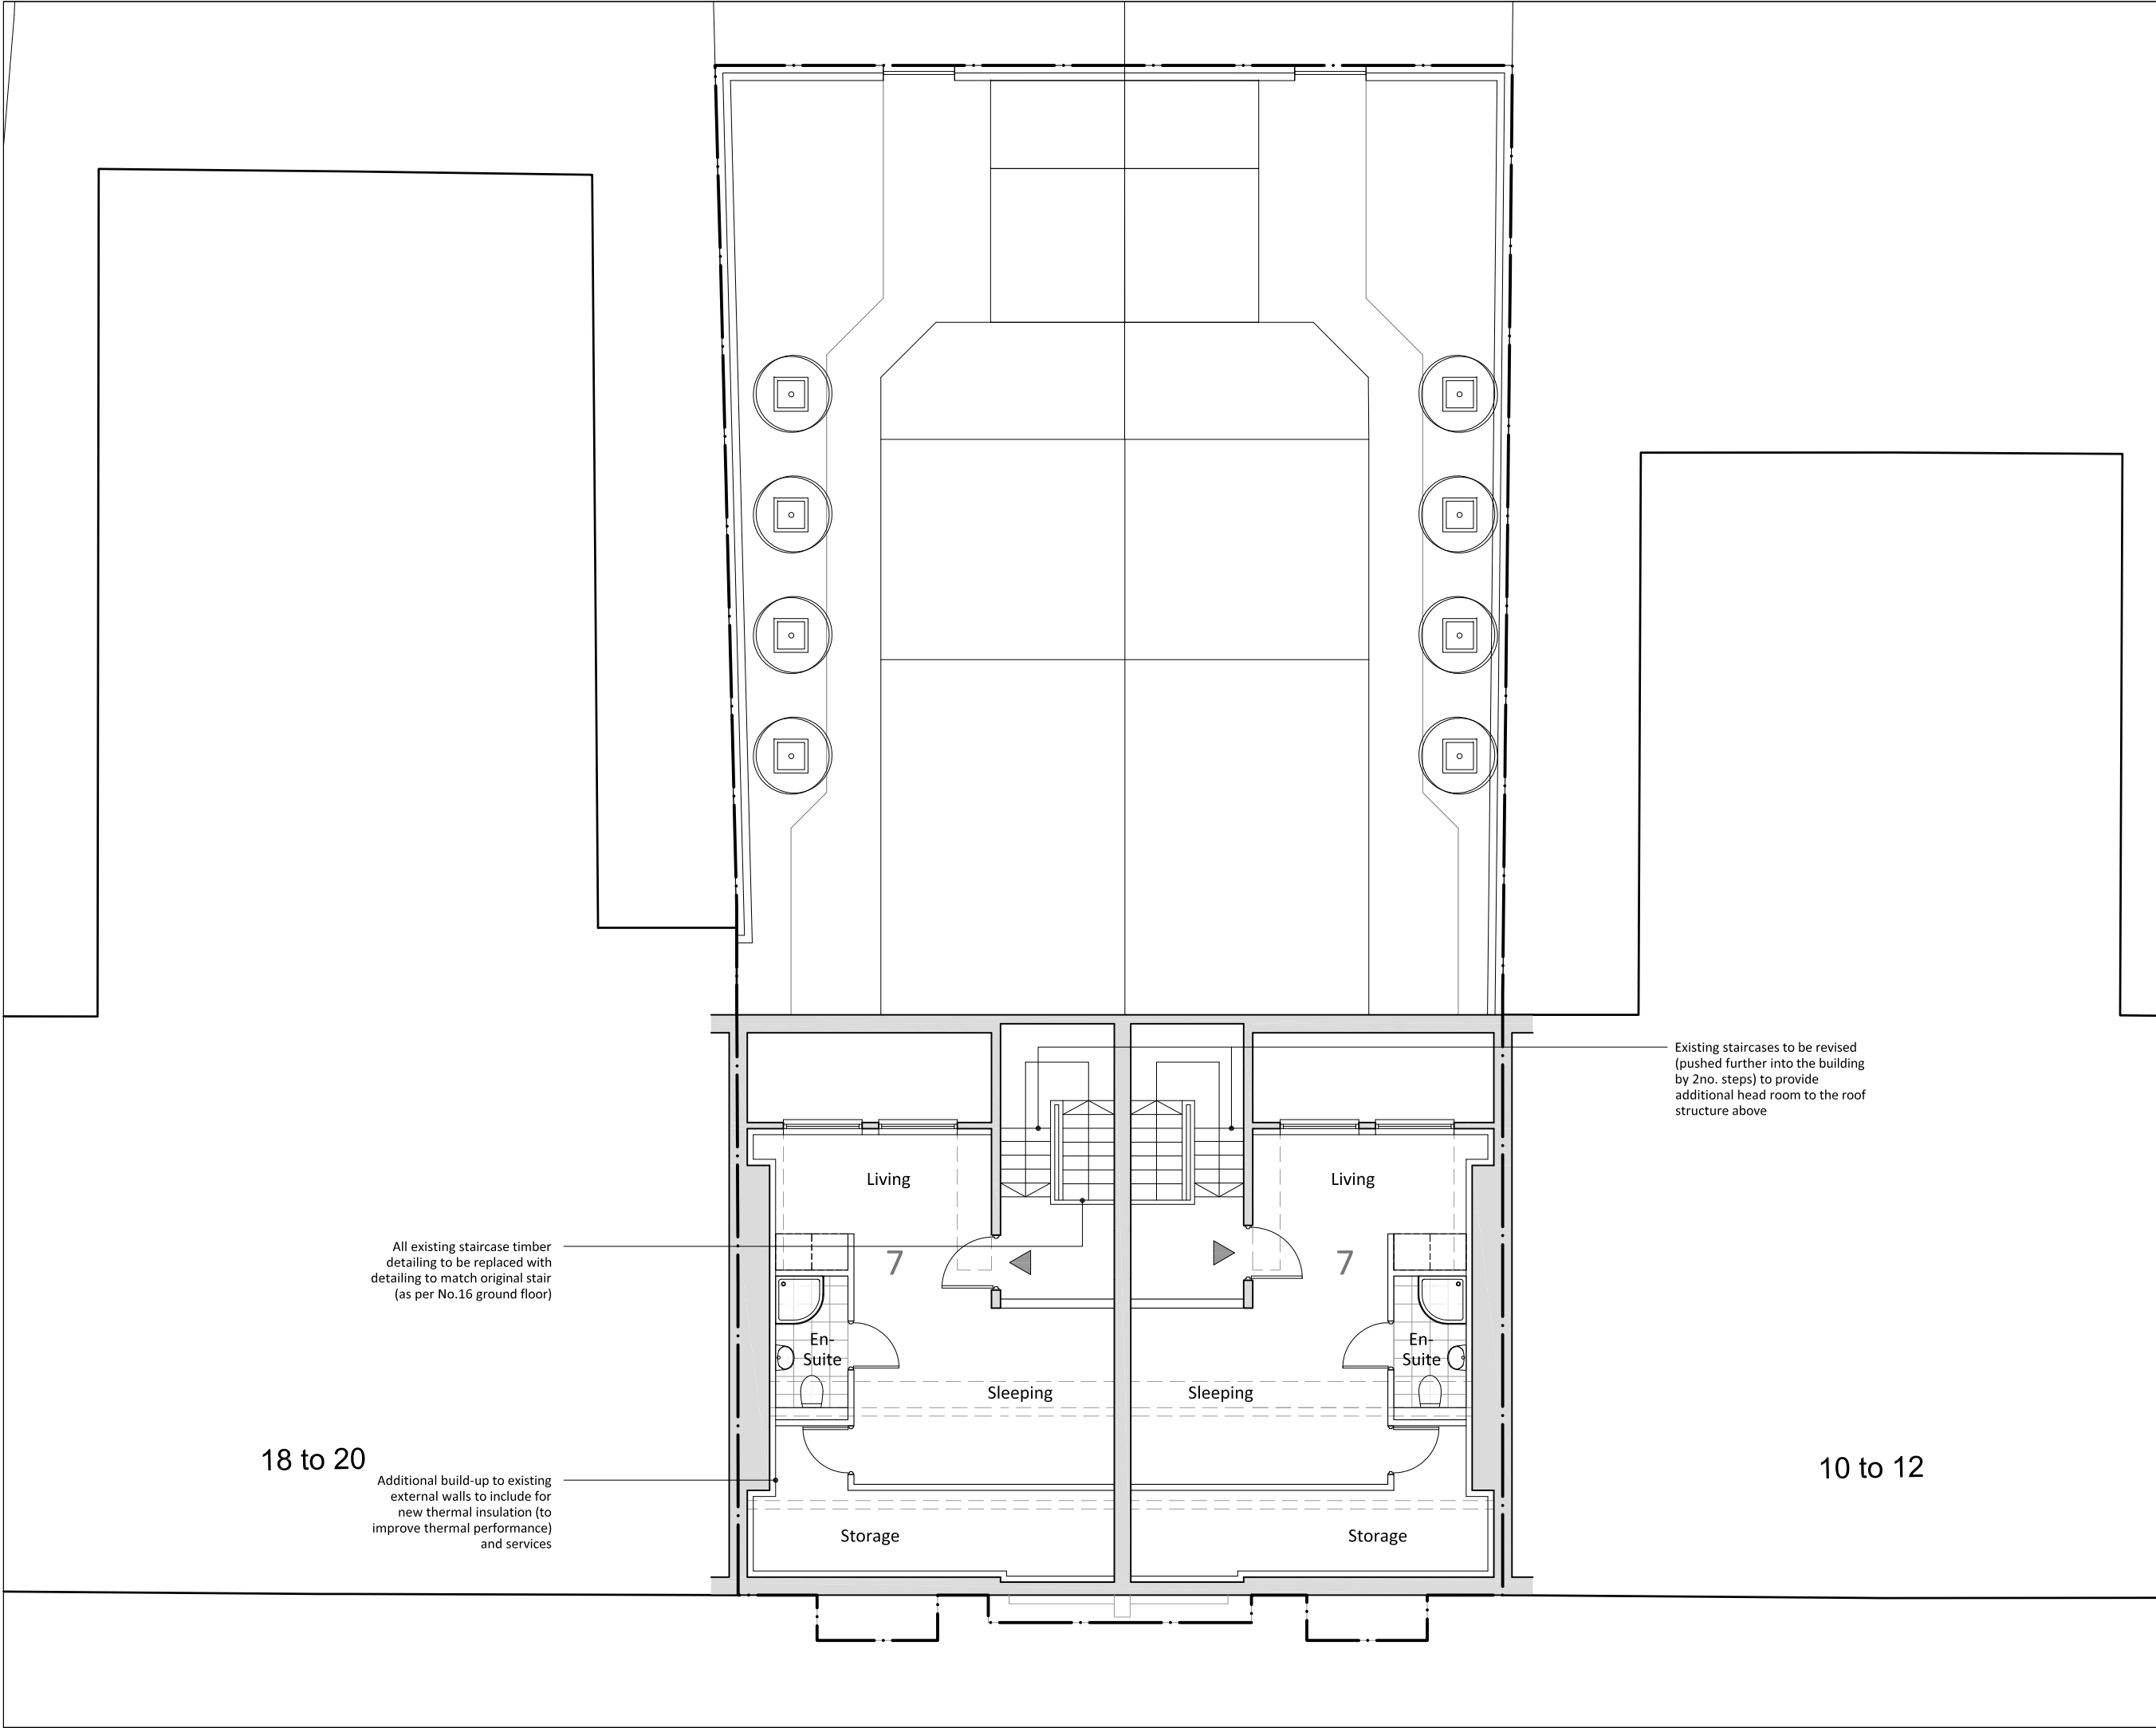 Existing staircases to be revised
(pushed further into the building
by 2no. steps) to provide
additional head room to the roof
structure above
Living
Living
All existing staircase timber
detailing to be replaced with
detailing to match original stair
(as per No.16 ground floor)
7
7
En-
Suite
En-
Suite
Sleeping
Sleeping
18 to 20
10 to 12
Additional build-up to existing
external walls to include for
new thermal insulation (to
improve thermal performance)
and services
Storage
Storage